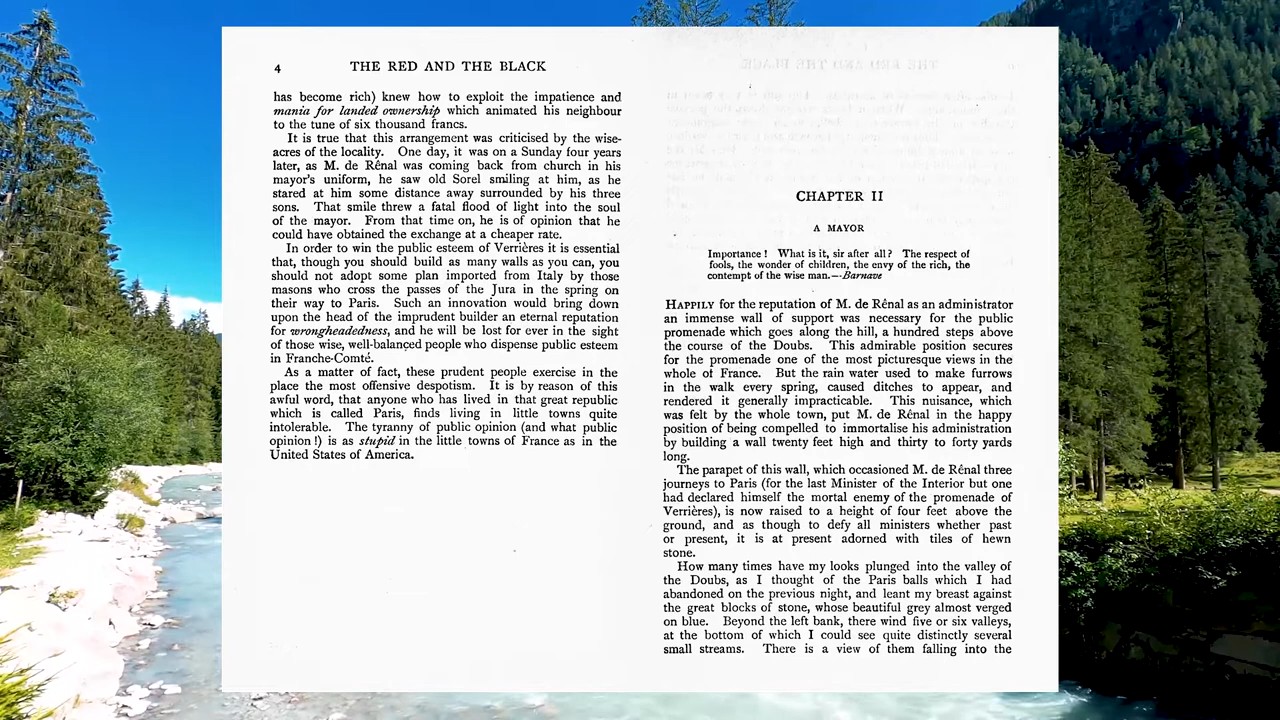 4
THE RED AND THE BLACK
has become rich) knew how to exploit the impatience and
mania for landed ownership which animated his neighbour
to the tune of six thousand francs.
It is true that this arrangement was criticised by the wise-
acres of the locality. One day, it was on a Sunday four years
later, as M. de Rênal was coming back from church in his
mayor's uniform, he saw old Sorel smiling at him, as he
stared at him some distance away surrounded by his three
sons. That smile threw a fatal flood of light into the soul
of the mayor. From that time on, he is of opinion that he
could have obtained the exchange at a cheaper rate.
In order to win the public esteem of Verrières it is essential
that, though you should build as many walls as you can, you
should not adopt some plan imported from Italy by those
masons who cross the passes of the Jura in the spring on
their way to Paris. Such an innovation would bring down
upon the head of the imprudent builder an eternal reputation
for wrongheadedness, and he will be lost for ever in the sight
of those wise, well-balanced people who dispense public esteem
in Franche-Comté.
As a matter of fact, these prudent people exercise in the
place the most offensive despotism. It is by reason of this
awful word, that anyone who has lived in that great republic
which is called Paris, finds living in little towns quite
intolerable. The tyranny of public opinion (and what public
opinion!) is as stupid in the little towns of France as in the
United States of America.
CHAPTER II
A MAYOR
Importance! What is it, sir after all? The respect of
fools, the wonder of children, the envy of the rich, the
contempt of the wise man.—Barnave
HAPPILY for the reputation of M. de Rênal as an administrator
an immense wall of support was necessary for the public
promenade which goes along the hill, a hundred steps above
the course of the Doubs. This admirable position secures
for the promenade one of the most picturesque views in the
whole of France. But the rain water used to make furrows
in the walk every spring, caused ditches to appear, and
rendered it generally impracticable. This nuisance, which
was felt by the whole town, put M. de Rénal in the happy
position of being compelled to immortalise his administration
by building a wall twenty feet high and thirty to forty yards
long.
The parapet of this wall, which occasioned M. de Rênal three
journeys to Paris (for the last Minister of the Interior but one
had declared himself the mortal enemy of the promenade of
Verrières), is now raised to a height of four feet above the
ground, and as though to defy all ministers whether past
or present, it is at present adorned with tiles of hewn
stone.
How many times have my looks plunged into the valley of
the Doubs, as I thought of the Paris balls which I had
abandoned on the previous night, and leant my breast against
the great blocks of stone, whose beautiful grey almost verged
on blue. Beyond the left bank, there wind five or six valleys,
at the bottom of which I could see quite distinctly several
small streams. There is a view of them falling into the